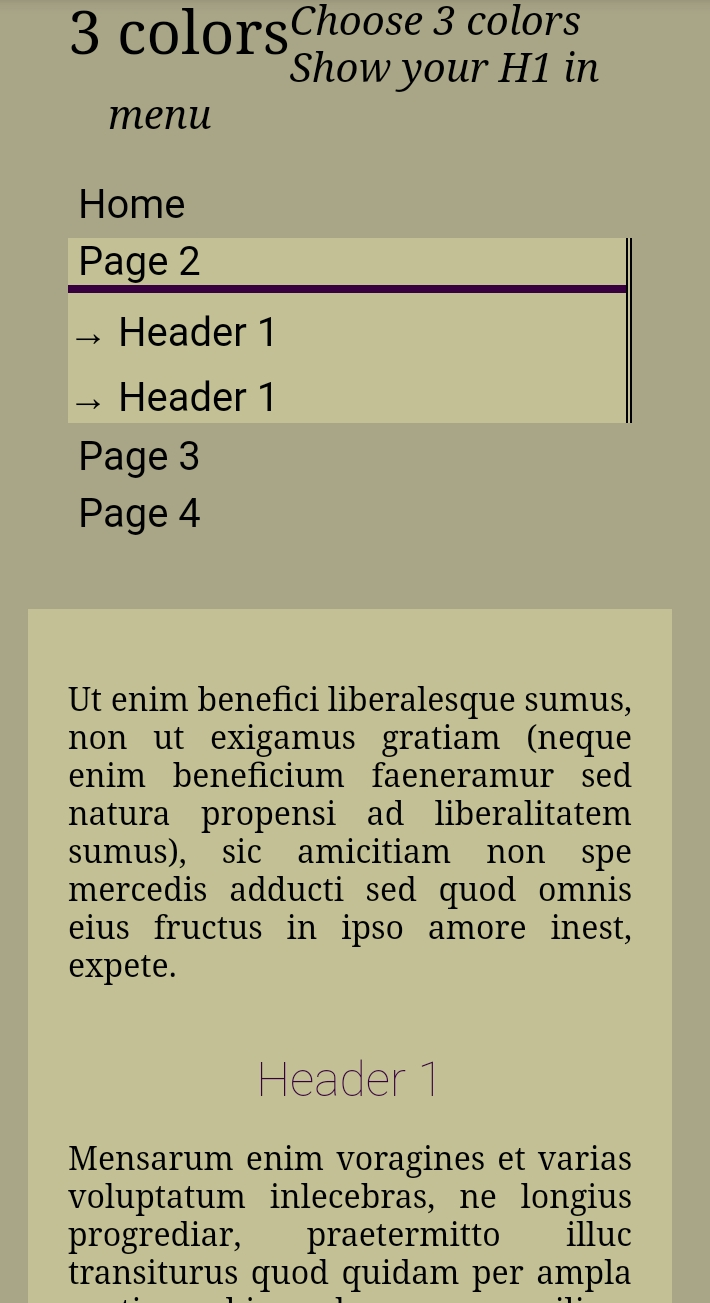 3 colors Choose 3 colors
Show your H1 in
menu
Home
Page 2
→ Header 1
→ Header 1
Page 3
Page 4
Ut enim benefici liberalesque sumus,
non ut exigamus gratiam (neque
enim beneficium faeneramur sed
natura propensi ad liberalitatem
sumus), sic amicitiam non spe
mercedis adducti sed quod omnis
eius fructus in ipso amore inest,
expete.
Header 1
Mensarum enim voragines et varias
voluptatum inlecebras, ne longius
progrediar, praetermitto illuc
transiturus quod quidam per ampla